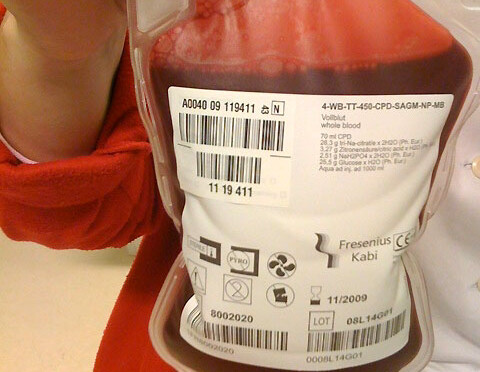 A0040 09 119411 N
11 19 411
4-WB-TT-450-CPD-SAGM-NP-MB
Vollblut
whole blood
70 ml CPD
26,3 g tri-Na-citratie x 2H2O (Ph. Eur.)
3,27 g Zitronensäure/citric acid x H2O (Ph. Eur.)
2,51 g NaH2PO4 x 2H2O (Ph. Eur.)
25,5 g Glucose x H2O (Ph. Eur.)
Aqua ad inj. ad 1000 ml
STERILE
PYRO
Fresenius
Kabi
CE
11/2009
8002020
LOT 08L14G01
0008L14G01